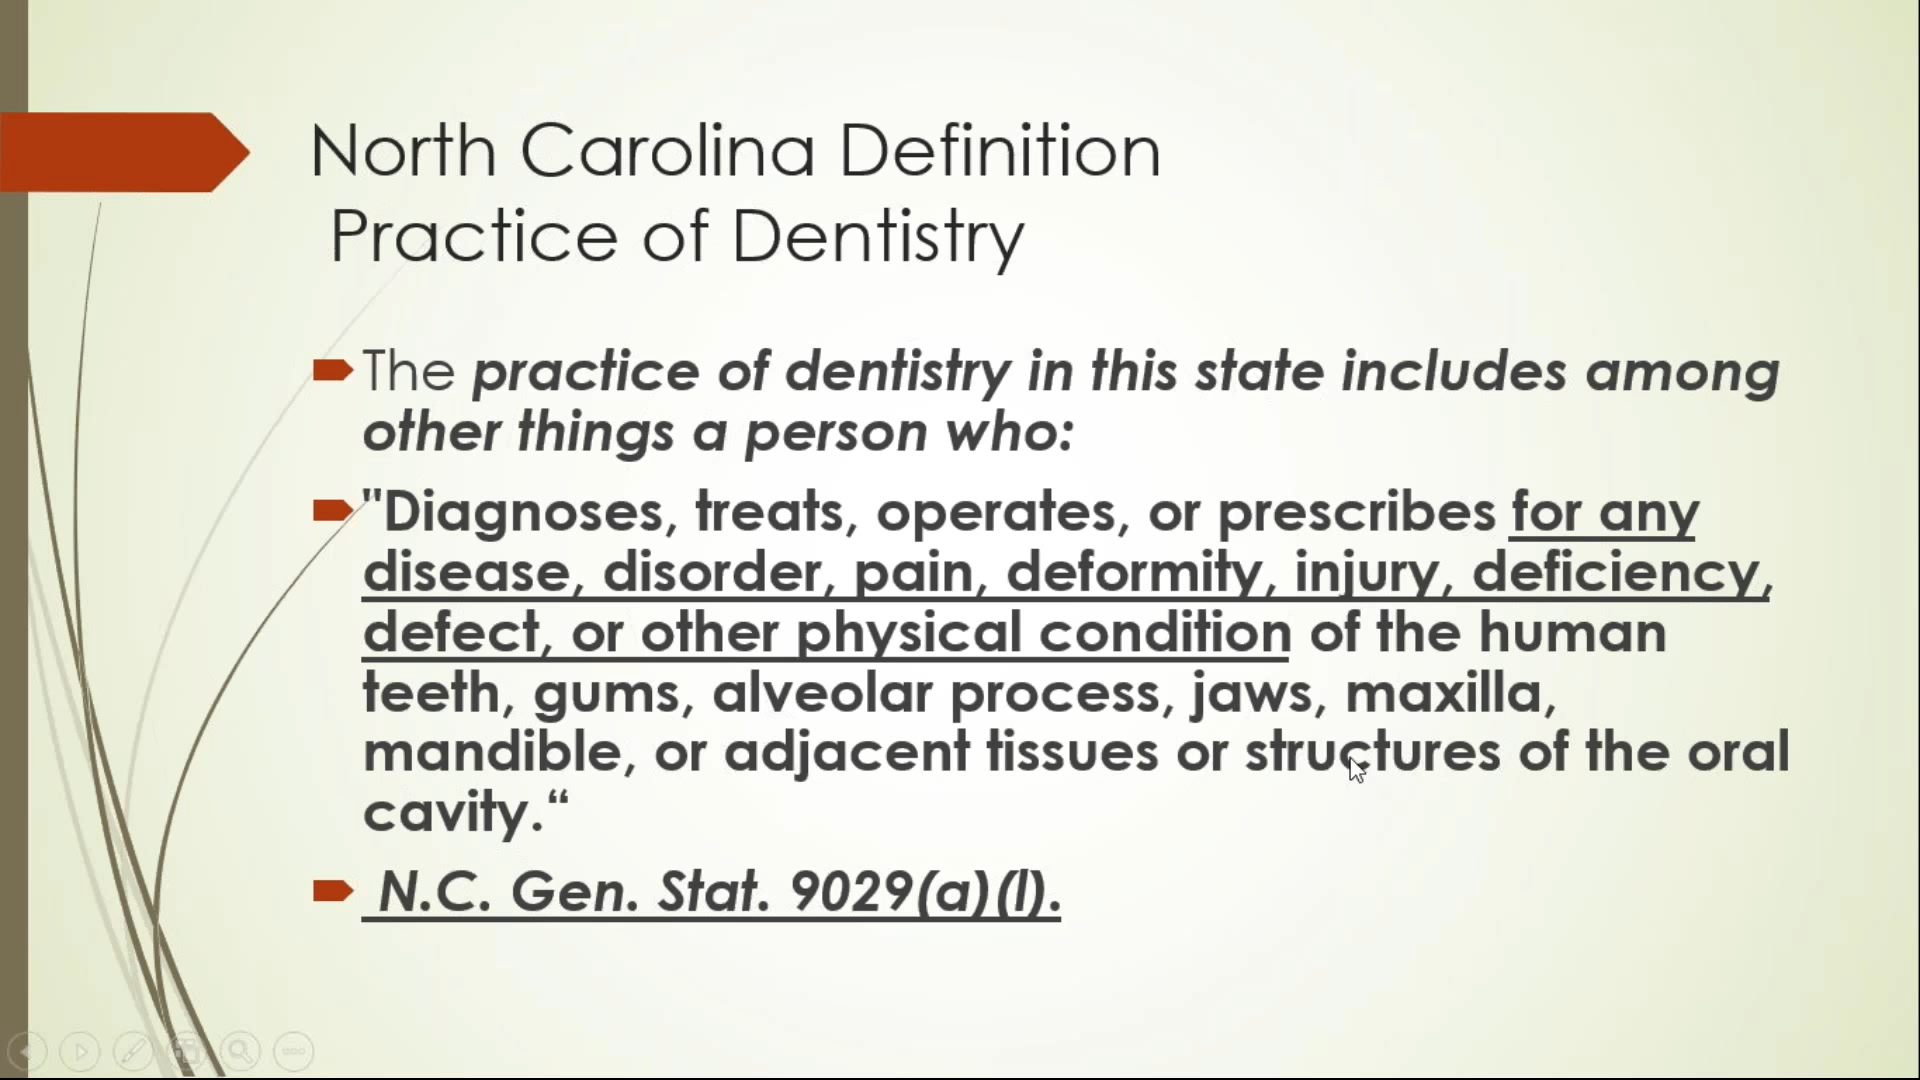 North Carolina Definition
Practice of Dentistry
The practice of dentistry in this state includes among
other things a person who:
"Diagnoses, treats, operates, or prescribes for any
disease, disorder, pain, deformity, injury, deficiency,
defect, or other physical condition of the human
teeth, gums, alveolar process, jaws, maxilla,
mandible, or adjacent tissues or structures of the oral
cavity.“
N.C. Gen. Stat. 9029(a)(l).